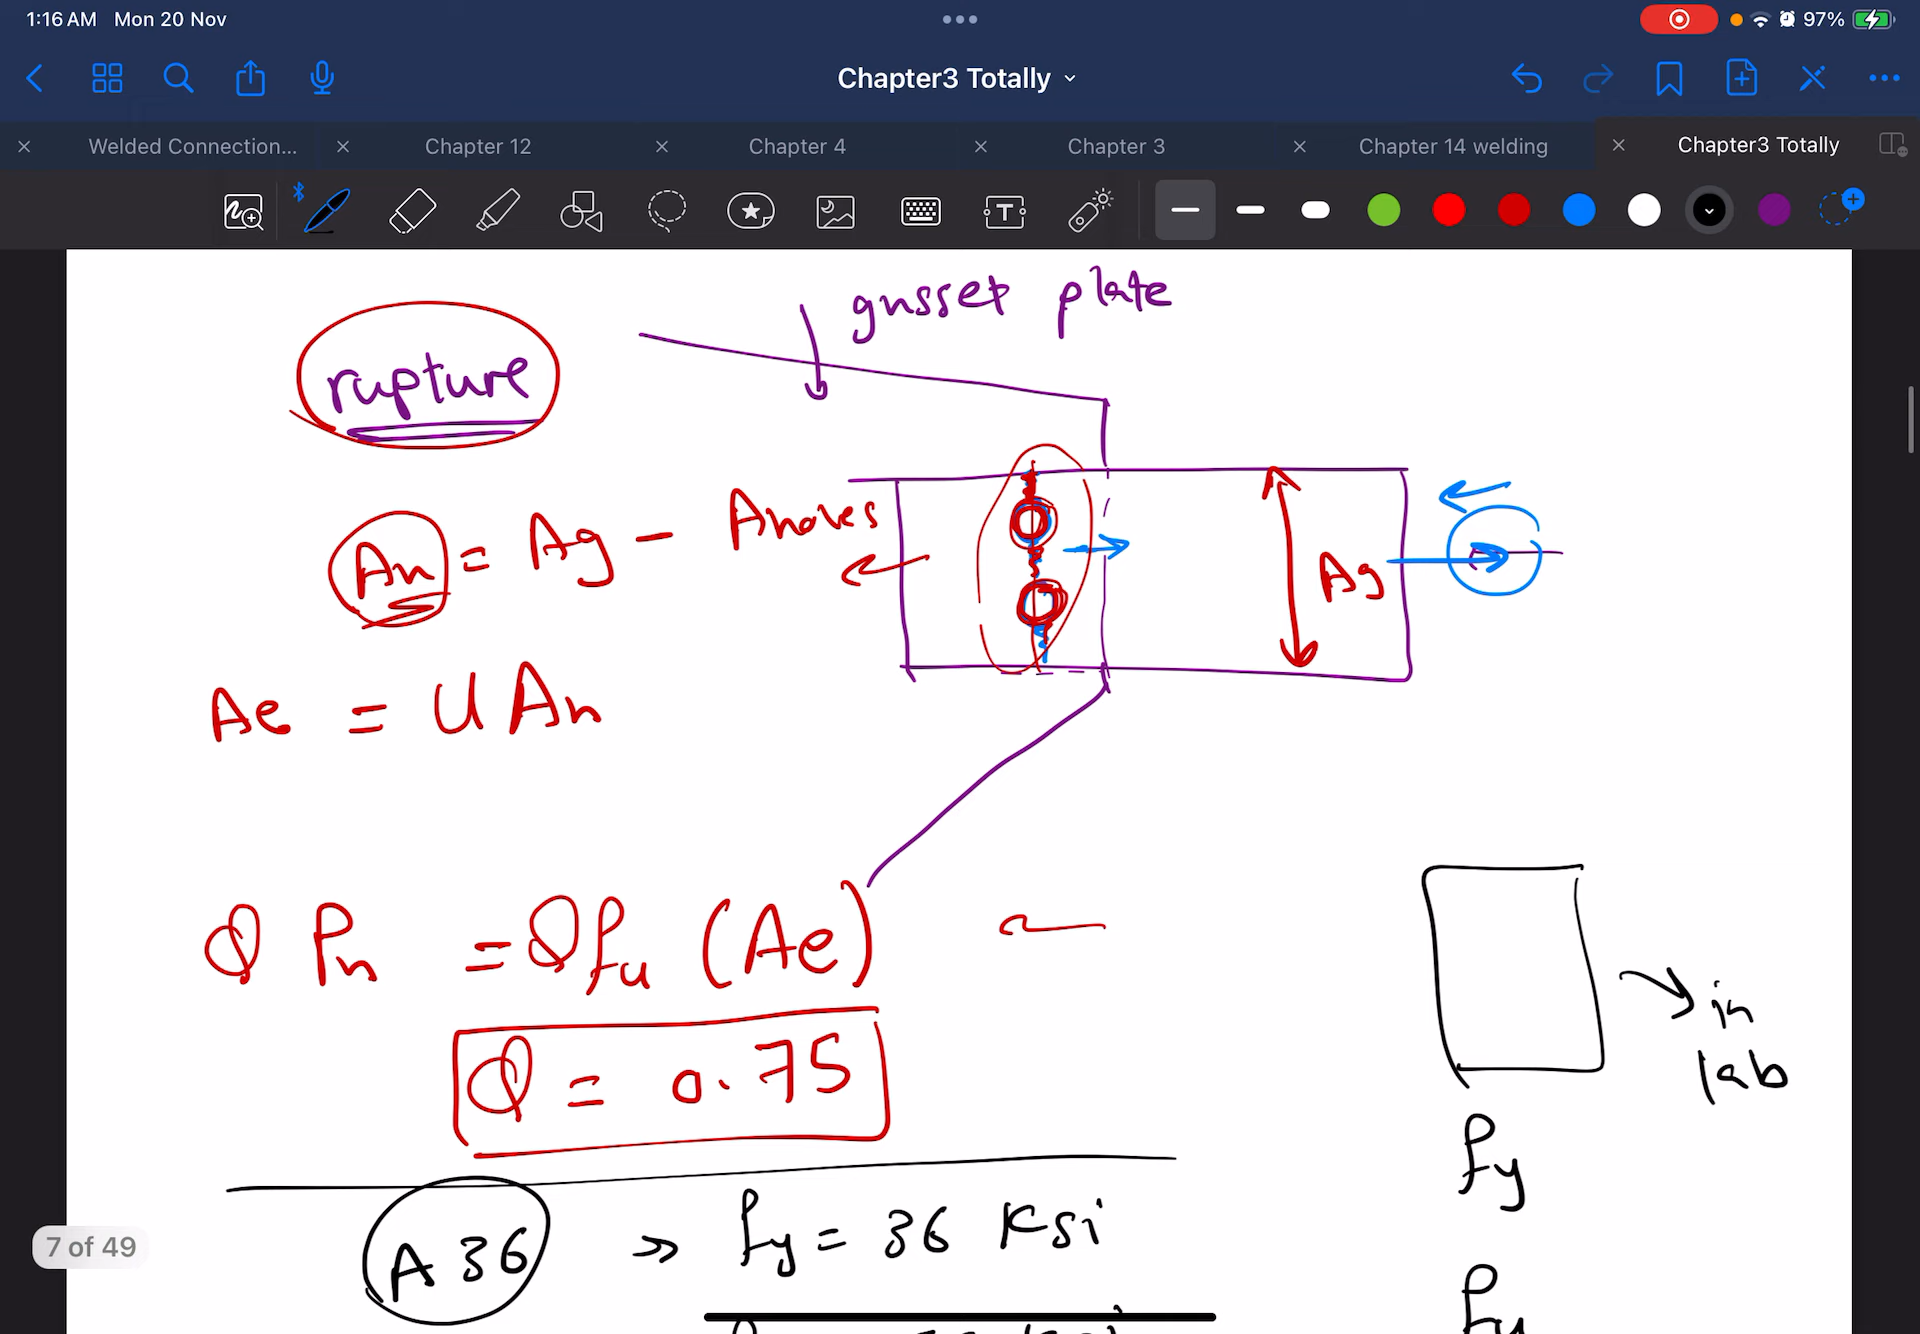 1:16 AM Mon 20 Nov
97%
Chapter3 Totally
Welded Connection...
Chapter 12
Chapter 4
Chapter 3
Chapter 14 welding
Chapter3 Totally
T
gusset plate
rupture
An = Ag - Aholes
Ag
Ae = U An
Ø Pn = Ø fu (Ae)
Ø = 0.75
in
lab
fy
A 36 >> fy = 36 Ksi
fu
7 of 49